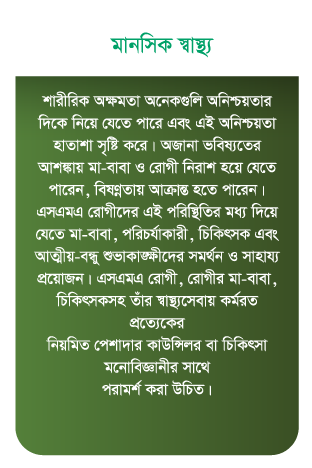 মানসিক স্বাস্থ্য
শারীরিক অক্ষমতা অনেকগুলি অনিশ্চয়তার
দিকে নিয়ে যেতে পারে এবং এই অনিশ্চয়তা
হাতাশা সৃষ্টি করে। অজানা ভবিষ্যতের
আশঙ্কায় মা-বাবা ও রোগী নিরাশ হয়ে যেতে
পারেন, বিষণ্ণতায় আক্রান্ত হতে পারেন।
এসএমএ রোগীদের এই পরিস্থিতির মধ্য দিয়ে
যেতে মা-বাবা, পরিচর্যাকারী, চিকিৎসক এবং
আত্মীয়-বন্ধু শুভাকাঙ্ক্ষীদের সমর্থন ও সাহায্য
প্রয়োজন। এসএমএ রোগী, রোগীর মা-বাবা,
চিকিৎসকসহ তাঁর স্বাস্থ্যসেবায় কর্মরত
প্রত্যেকের
নিয়মিত পেশাদার কাউন্সিলর বা চিকিৎসা
মনোবিজ্ঞানীর সাথে
পরামর্শ করা উচিত।